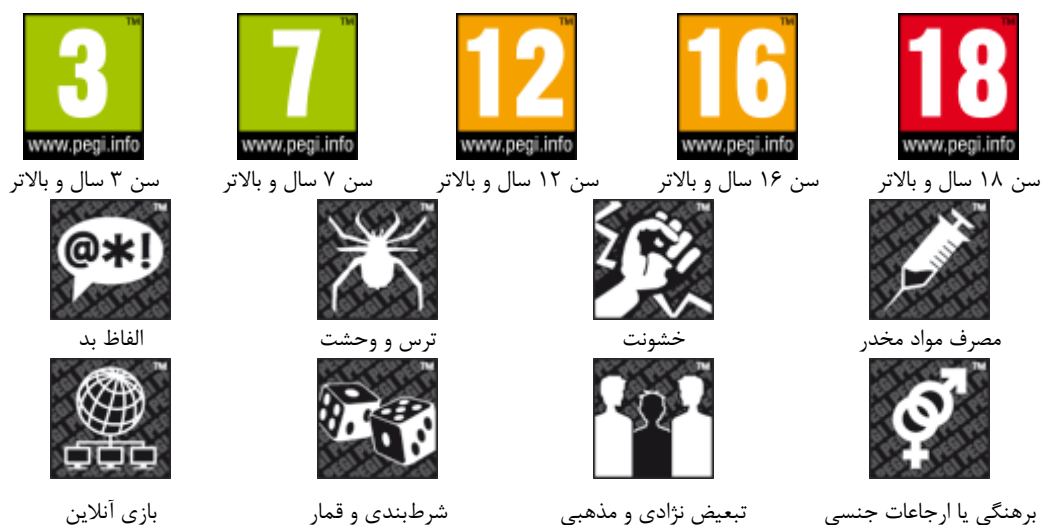 3 7 12 16 18
www.pegi.info www.pegi.info www.pegi.info www.pegi.info www.pegi.info
سن ۳ سال و بالاتر سن ۷ سال و بالاتر سن ۱۲ سال و بالاتر سن ۱۶ سال و بالاتر سن ۱۸ سال و بالاتر
@*!
الفاظ بد ترس و وحشت خشونت مصرف مواد مخدر
بازی آنلاین شرط‌بندی و قمار تبعیض نژادی و مذهبی برهنگی یا ارجاعات جنسی